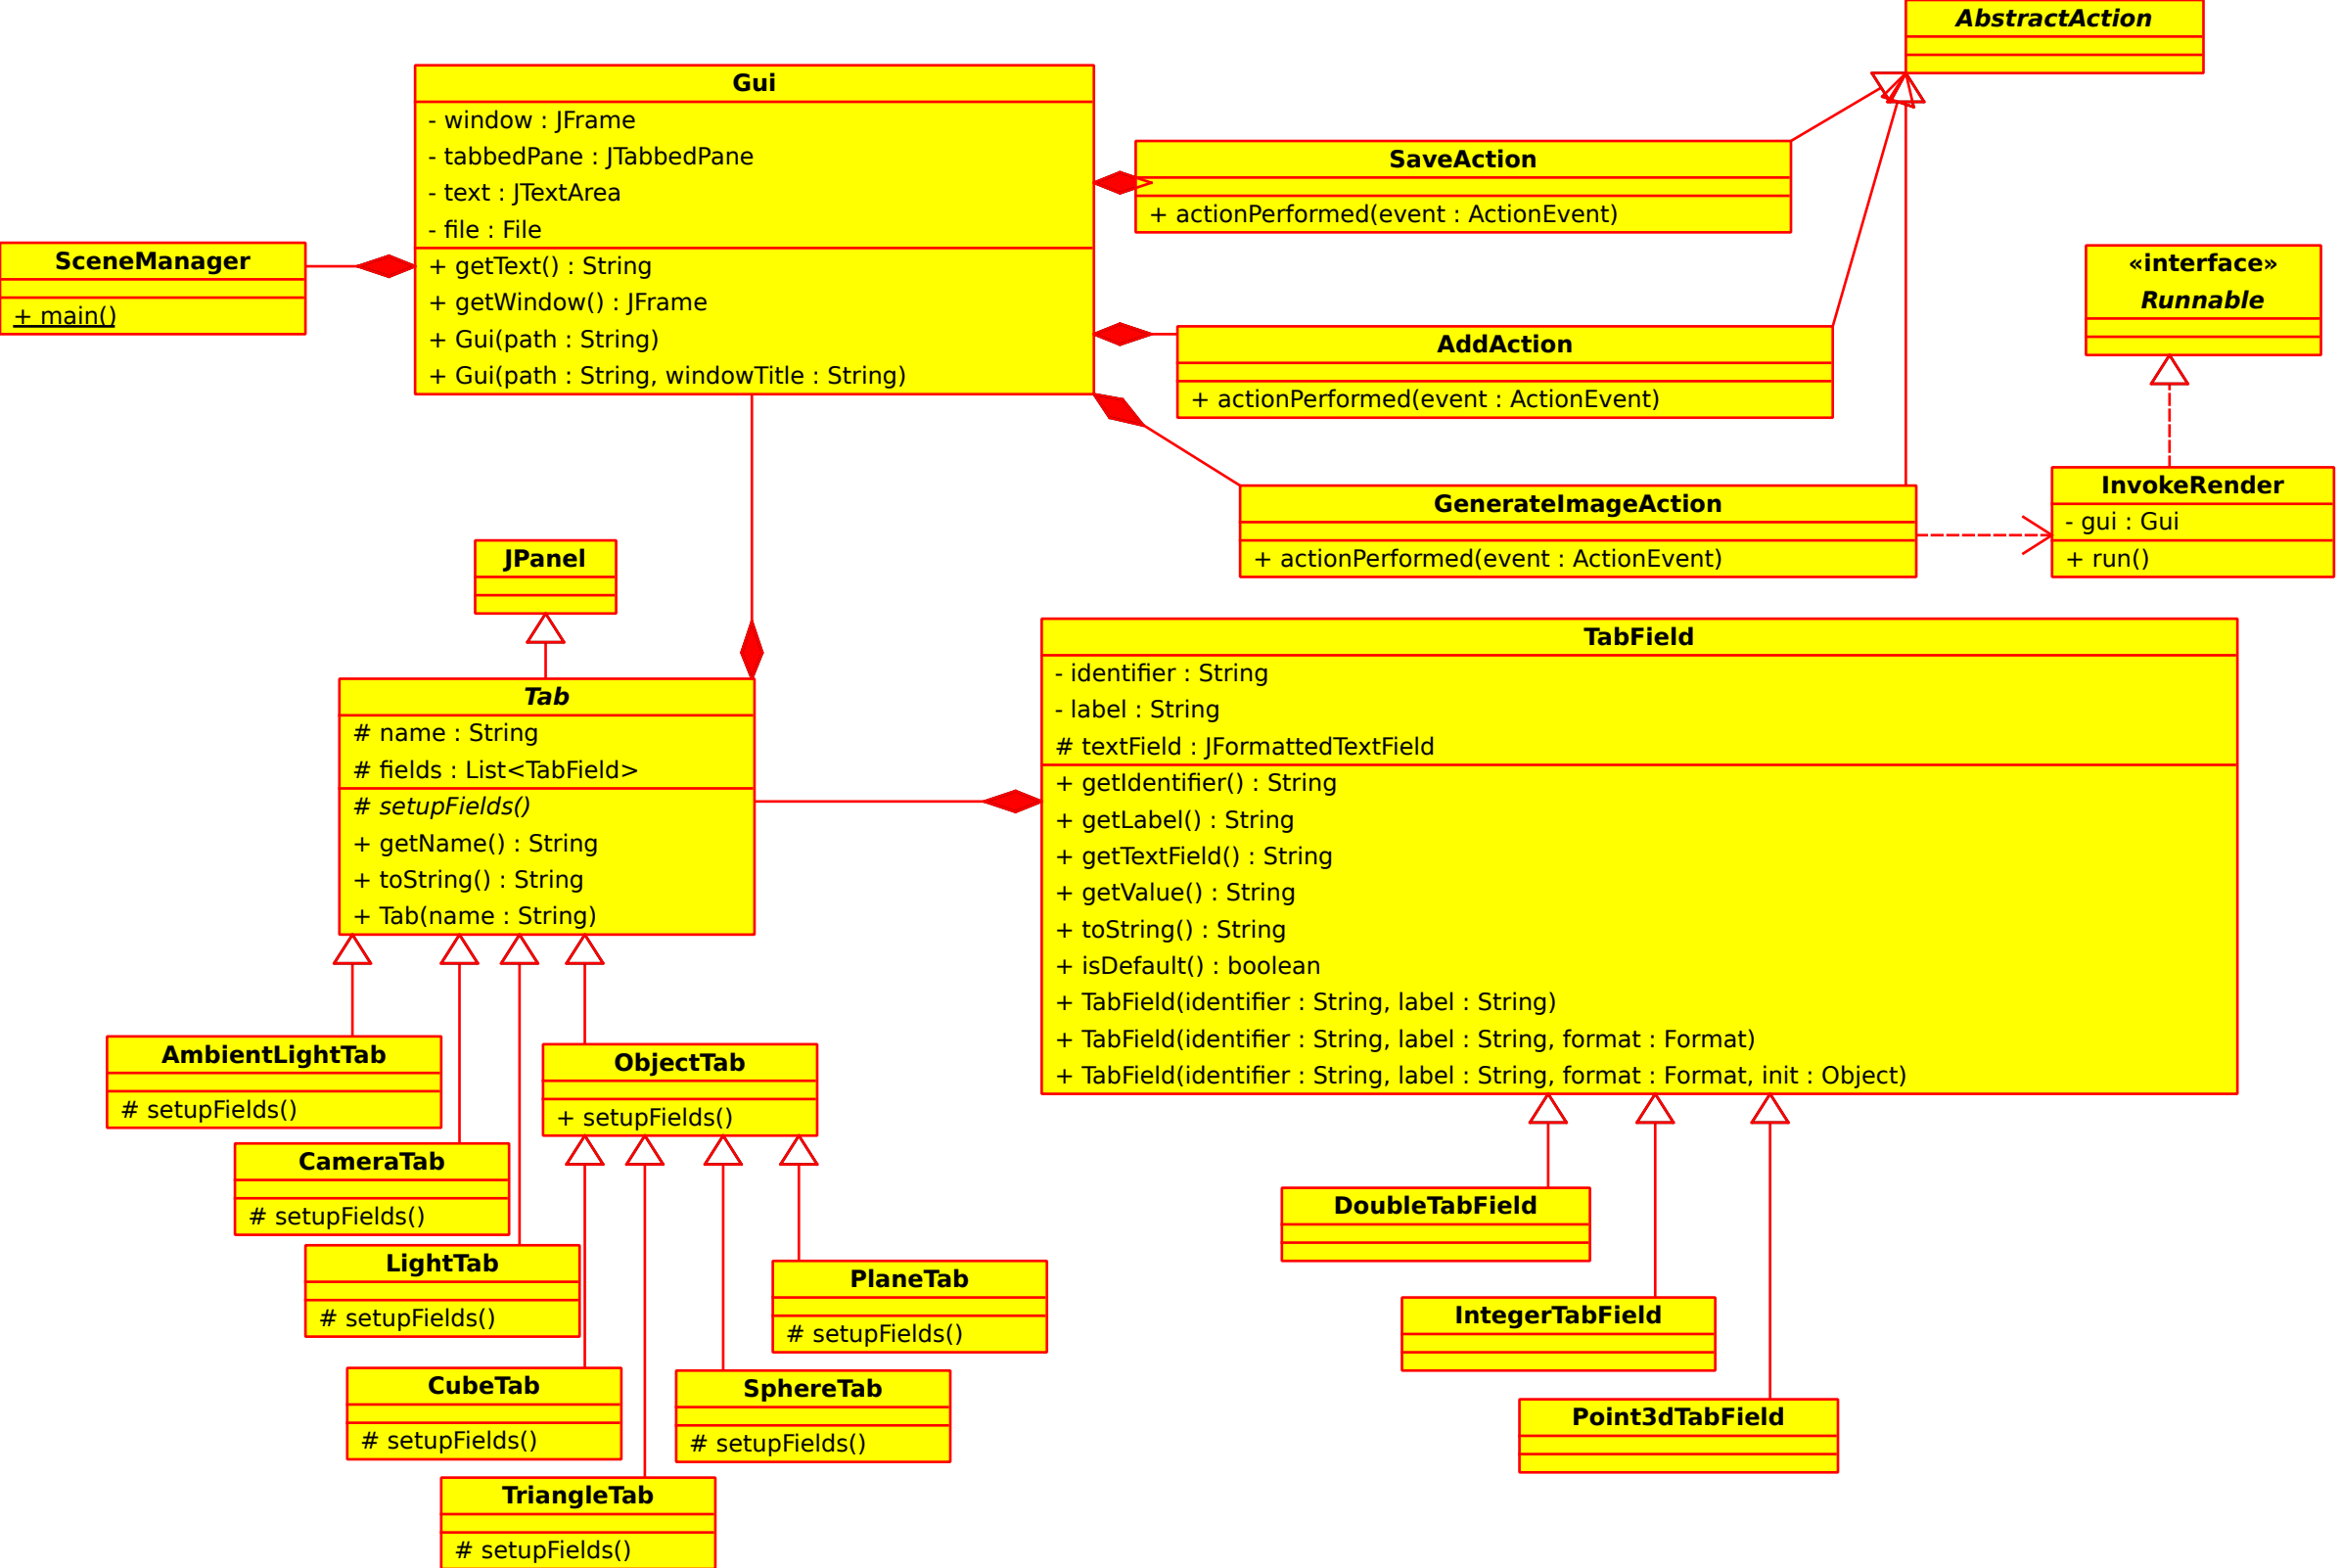 AbstractAction
Gui
- window : JFrame
- tabbedPane : JTabbedPane
- text : JTextArea
- file : File
+ getText() : String
+ getWindow() : JFrame
+ Gui(path : String)
+ Gui(path : String, windowTitle : String)
SaveAction
+ actionPerformed(event : ActionEvent)
SceneManager
+ main()
«interface»
Runnable
AddAction
+ actionPerformed(event : ActionEvent)
GenerateImageAction
+ actionPerformed(event : ActionEvent)
InvokeRender
- gui : Gui
+ run()
JPanel
Tab
# name : String
# fields : List<TabField>
# setupFields()
+ getName() : String
+ toString() : String
+ Tab(name : String)
TabField
- identifier : String
- label : String
# textField : JFormattedTextField
+ getIdentifier() : String
+ getLabel() : String
+ getTextField() : String
+ getValue() : String
+ toString() : String
+ isDefault() : boolean
+ TabField(identifier : String, label : String)
+ TabField(identifier : String, label : String, format : Format)
+ TabField(identifier : String, label : String, format : Format, init : Object)
AmbientLightTab
# setupFields()
ObjectTab
+ setupFields()
CameraTab
# setupFields()
LightTab
# setupFields()
PlaneTab
# setupFields()
CubeTab
# setupFields()
SphereTab
# setupFields()
TriangleTab
# setupFields()
DoubleTabField
IntegerTabField
Point3dTabField